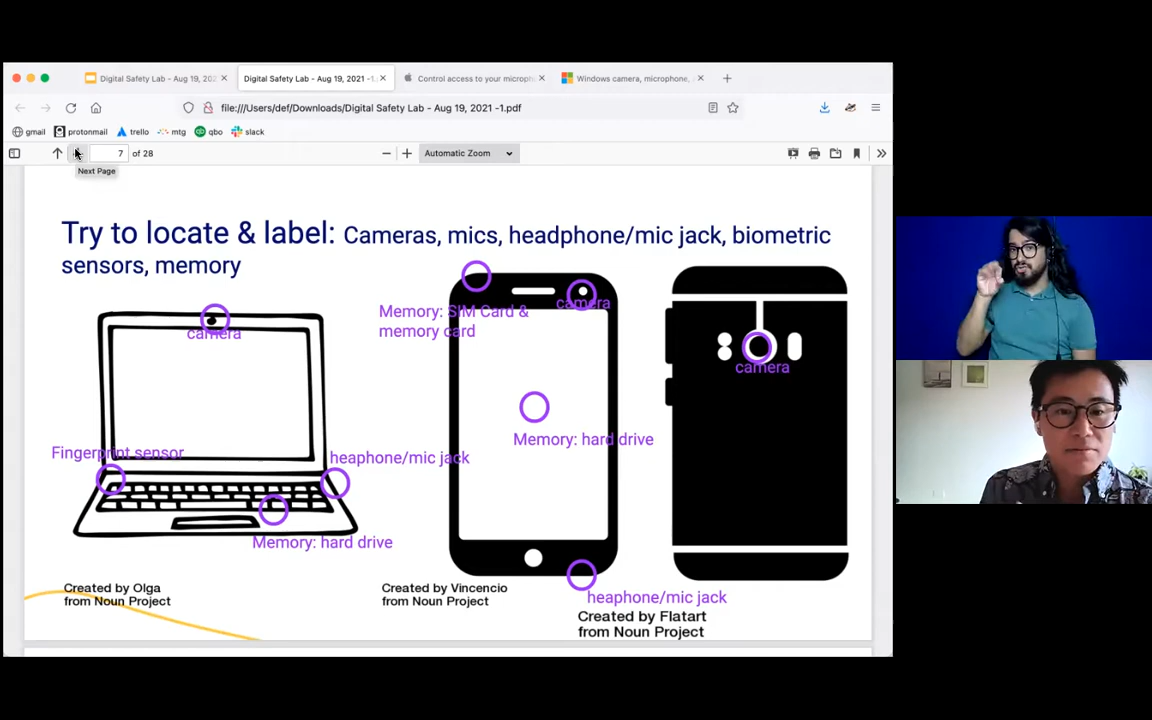 Digital Safety Lab - Aug 19, 202
Digital Safety Lab - Aug 19, 2021 -1.
Control access to your microph
Windows camera, microphone,
file:///Users/def/Downloads/Digital Safety Lab - Aug 19, 2021 -1.pdf
gmail
protonmail
trello
mtg
qbo
slack
7 of 28
Automatic Zoom
Next Page
Try to locate & label: Cameras, mics, headphone/mic jack, biometric
sensors, memory
camera
Memory: SIM Card &
memory card
camera
camera
Memory: hard drive
Fingerprint sensor
heaphone/mic jack
Memory: hard drive
heaphone/mic jack
Created by Olga
from Noun Project
Created by Vincencio
from Noun Project
Created by Flatart
from Noun Project